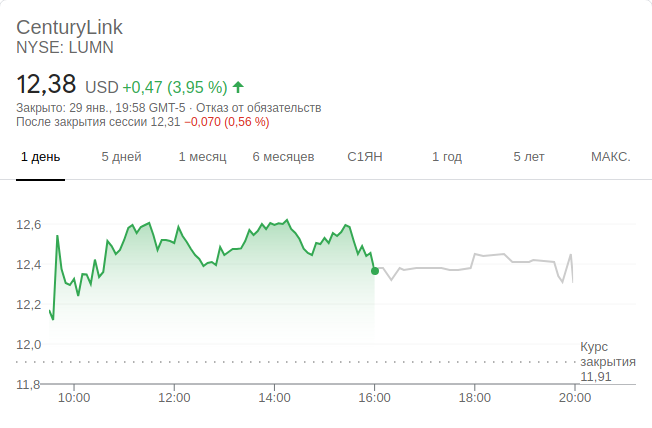 CenturyLink
NYSE: LUMN
12,38 USD +0,47 (3,95 %)
Закрыто: 29 янв., 19:58 GMT-5 · Отказ от обязательств
После закрытия сессии 12,31 −0,070 (0,56 %)
1 день 5 дней 1 месяц 6 месяцев С1ЯН 1 год 5 лет МАКС.
12,6
12,4
12,2
12,0
Курс
закрытия
11,91
11,8
10:00 12:00 14:00 16:00 18:00 20:00